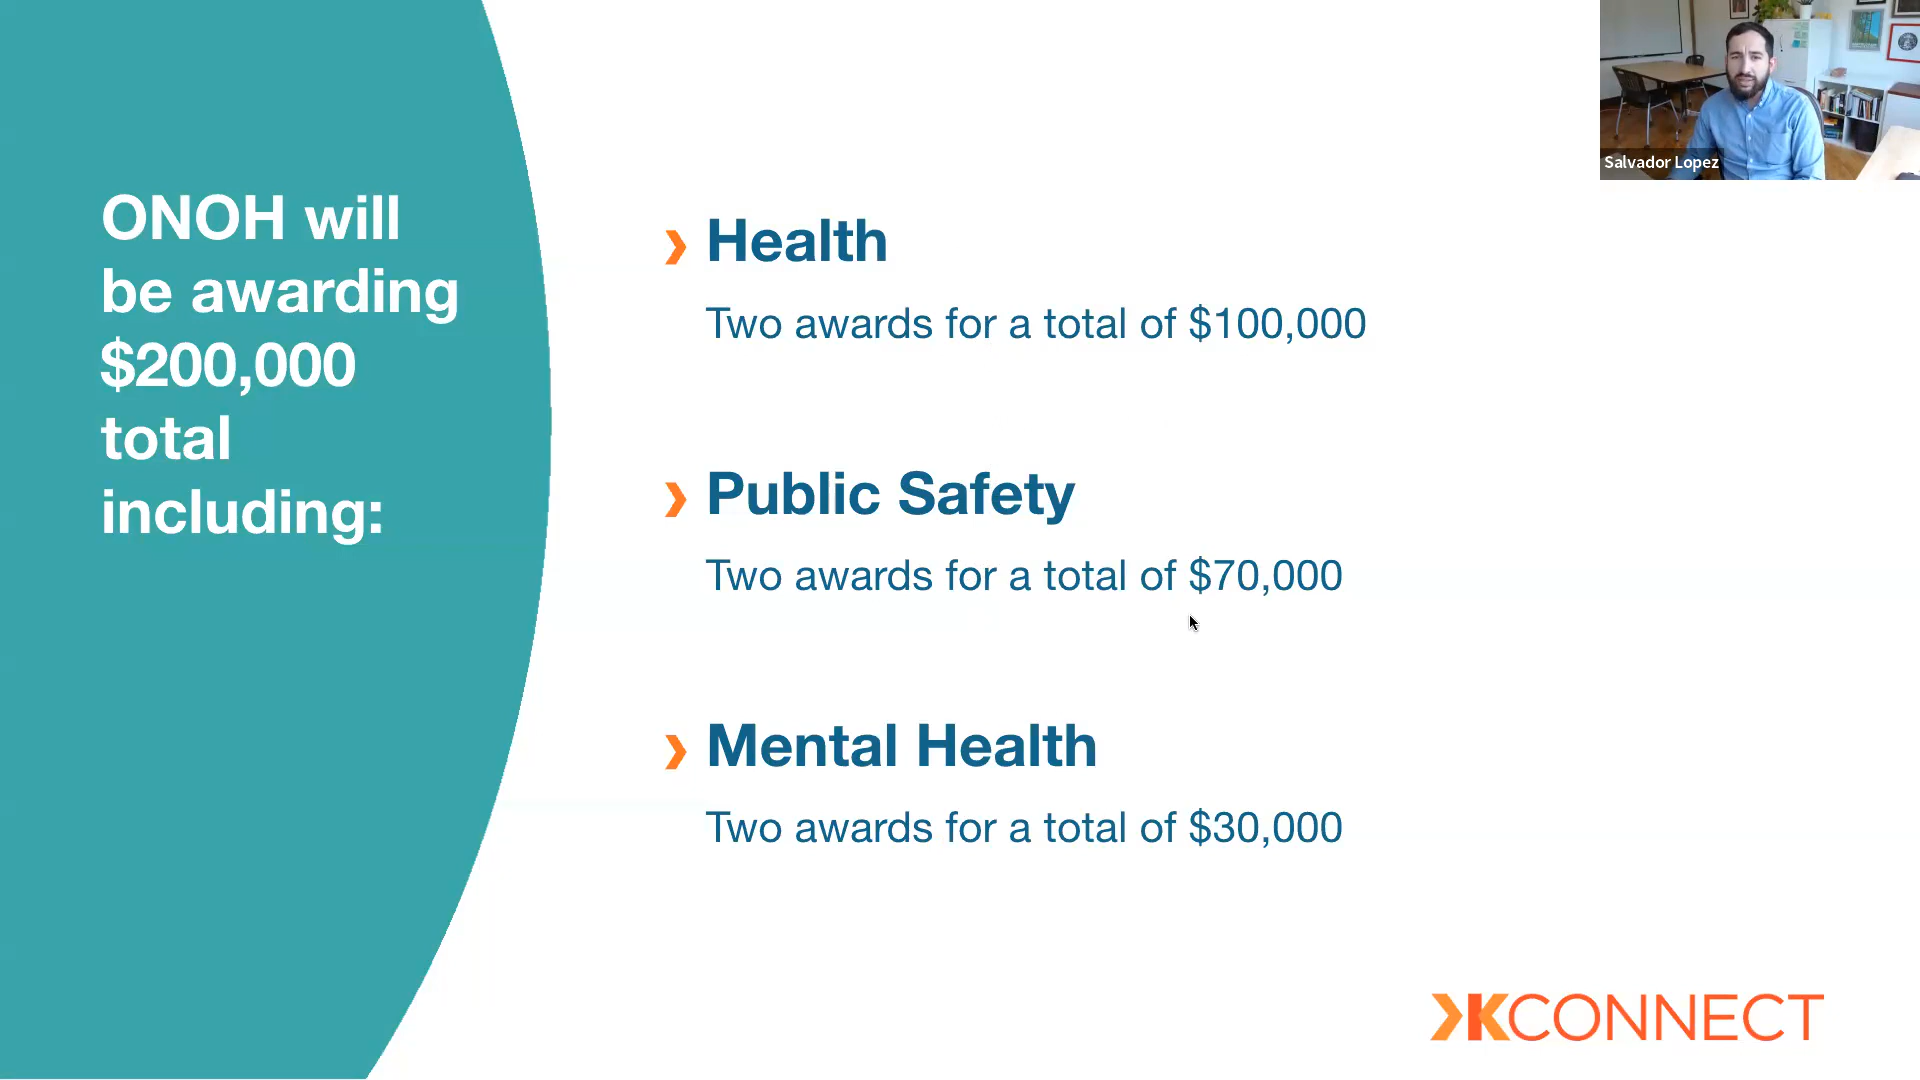 ONOH will
be awarding
$200,000
total
including:
Health
Two awards for a total of $100,000
Public Safety
Two awards for a total of $70,000
Mental Health
Two awards for a total of $30,000
Salvador Lopez
KCONNECT